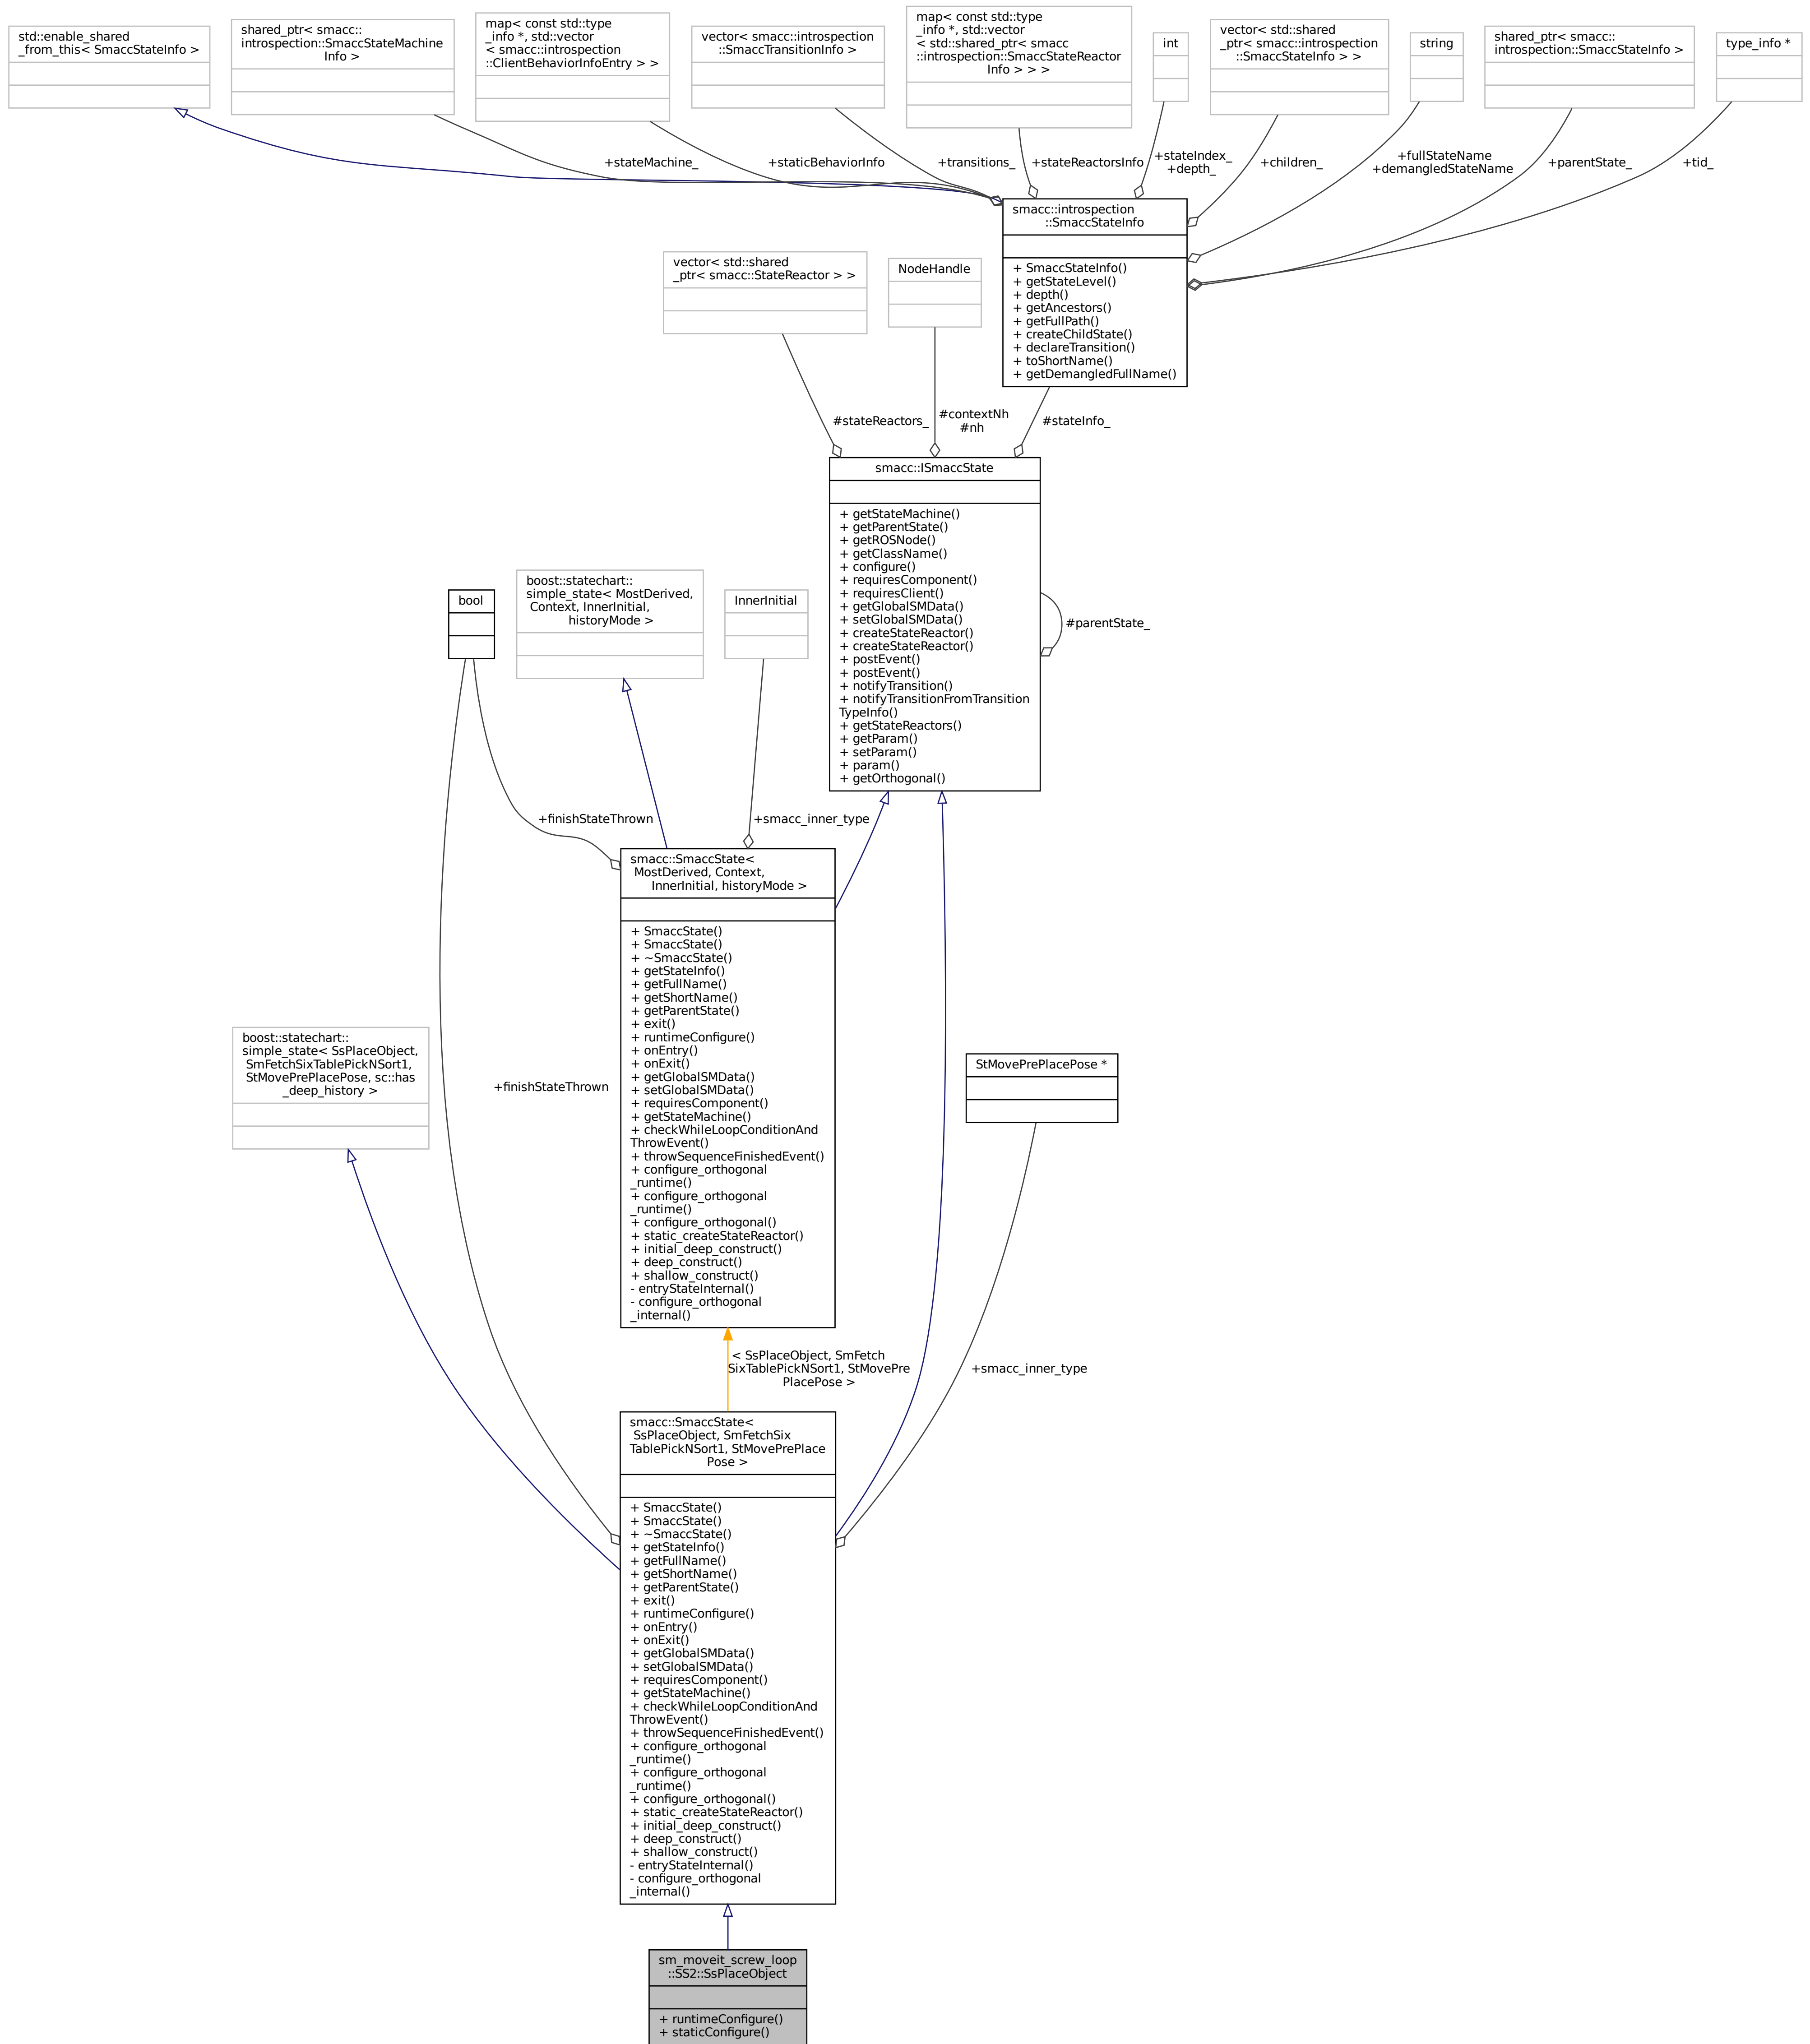 std::enable_shared
_from_this< SmaccStateInfo >
shared_ptr< smacc::
introspection::SmaccStateMachine
Info >
map< const std::type
_info *, std::vector
< smacc::introspection
::ClientBehaviorInfoEntry > >
vector< smacc::introspection
::SmaccTransitionInfo >
map< const std::type
_info *, std::vector
< std::shared_ptr< smacc
::introspection::SmaccStateReactor
Info > > >
int
vector< std::shared
_ptr< smacc::introspection
::SmaccStateInfo > >
string
shared_ptr< smacc::
introspection::SmaccStateInfo >
type_info *
+stateMachine_
+staticBehaviorInfo
+transitions_
+stateReactorsInfo
+stateIndex_
+depth_
+children_
+fullStateName
+demangledStateName
+parentState_
+tid_
smacc::introspection
::SmaccStateInfo
+ SmaccStateInfo()
+ getStateLevel()
+ depth()
+ getAncestors()
+ getFullPath()
+ createChildState()
+ declareTransition()
+ toShortName()
+ getDemangledFullName()
vector< std::shared
_ptr< smacc::StateReactor > >
NodeHandle
#stateReactors_
#contextNh
#nh
#stateInfo_
smacc::ISmaccState
+ getStateMachine()
+ getParentState()
+ getROSNode()
+ getClassName()
+ configure()
+ requiresComponent()
+ requiresClient()
+ getGlobalSMData()
+ setGlobalSMData()
+ createStateReactor()
+ createStateReactor()
+ postEvent()
+ postEvent()
+ notifyTransition()
+ notifyTransitionFromTransition
TypeInfo()
+ getStateReactors()
+ getParam()
+ setParam()
+ param()
+ getOrthogonal()
#parentState_
bool
boost::statechart::
simple_state< MostDerived,
Context, InnerInitial,
historyMode >
InnerInitial
+finishStateThrown
+smacc_inner_type
smacc::SmaccState<
MostDerived, Context,
InnerInitial, historyMode >
+ SmaccState()
+ SmaccState()
+ ~SmaccState()
+ getStateInfo()
+ getFullName()
+ getShortName()
+ getParentState()
+ exit()
+ runtimeConfigure()
+ onEntry()
+ onExit()
+ getGlobalSMData()
+ setGlobalSMData()
+ requiresComponent()
+ getStateMachine()
+ checkWhileLoopConditionAnd
ThrowEvent()
+ throwSequenceFinishedEvent()
+ configure_orthogonal
_runtime()
+ configure_orthogonal
_runtime()
+ configure_orthogonal()
+ static_createStateReactor()
+ initial_deep_construct()
+ deep_construct()
+ shallow_construct()
- entryStateInternal()
- configure_orthogonal
_internal()
boost::statechart::
simple_state< SsPlaceObject,
SmFetchSixTablePickNSort1,
StMovePrePlacePose, sc::has
_deep_history >
+finishStateThrown
StMovePrePlacePose *
< SsPlaceObject, SmFetch
SixTablePickNSort1, StMovePre
PlacePose >
+smacc_inner_type
smacc::SmaccState<
SsPlaceObject, SmFetchSix
TablePickNSort1, StMovePrePlace
Pose >
+ SmaccState()
+ SmaccState()
+ ~SmaccState()
+ getStateInfo()
+ getFullName()
+ getShortName()
+ getParentState()
+ exit()
+ runtimeConfigure()
+ onEntry()
+ onExit()
+ getGlobalSMData()
+ setGlobalSMData()
+ requiresComponent()
+ getStateMachine()
+ checkWhileLoopConditionAnd
ThrowEvent()
+ throwSequenceFinishedEvent()
+ configure_orthogonal
_runtime()
+ configure_orthogonal
_runtime()
+ configure_orthogonal()
+ static_createStateReactor()
+ initial_deep_construct()
+ deep_construct()
+ shallow_construct()
- entryStateInternal()
- configure_orthogonal
_internal()
sm_moveit_screw_loop
::SS2::SsPlaceObject
+ runtimeConfigure()
+ staticConfigure()